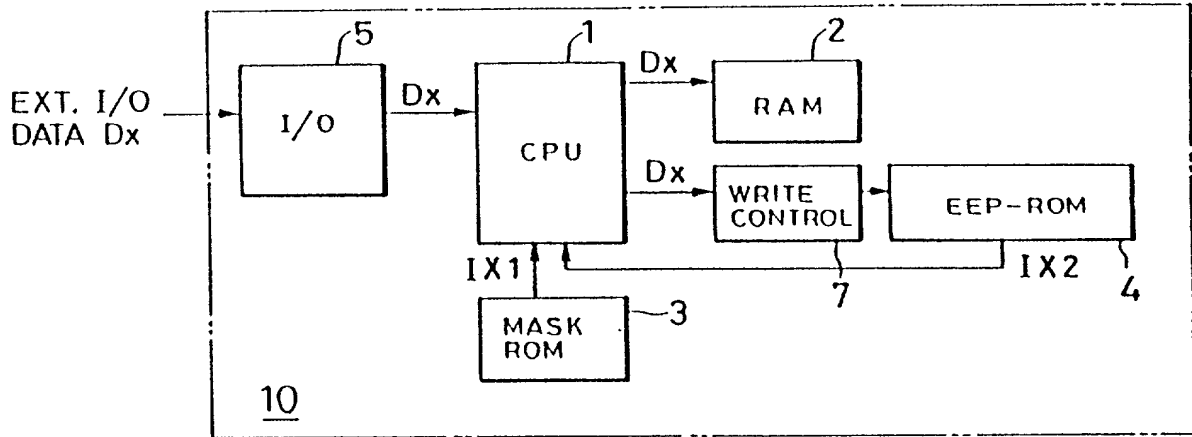 5
1
2
EXT. I/O
DATA Dx
I/O
Dx
CPU
Dx
RAM
Dx
WRITE
CONTROL
EEP-ROM
IX1
IX2
7
4
MASK
ROM
3
10